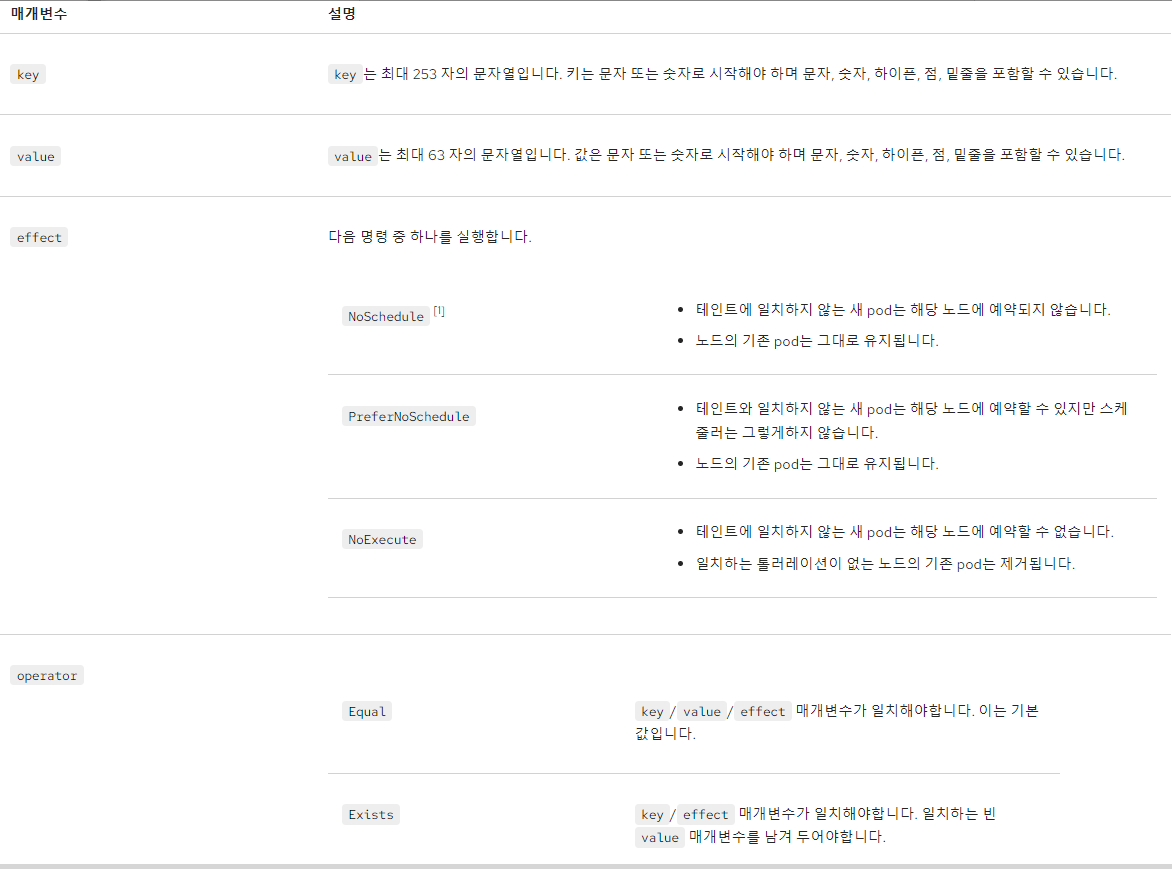 매개변수 설명
key key 는 최대 253 자의 문자열입니다. 키는 문자 또는 숫자로 시작해야 하며 문자, 숫자, 하이픈, 점, 밑줄을 포함할 수 있습니다.
value value 는 최대 63 자의 문자열입니다. 값은 문자 또는 숫자로 시작해야 하며 문자, 숫자, 하이픈, 점, 밑줄을 포함할 수 있습니다.
effect 다음 명령 중 하나를 실행합니다.
NoSchedule [1]
• 테인트에 일치하지 않는 새 pod는 해당 노드에 예약되지 않습니다.
• 노드의 기존 pod는 그대로 유지됩니다.
PreferNoSchedule
• 테인트와 일치하지 않는 새 pod는 해당 노드에 예약할 수 있지만 스케
줄러는 그렇게하지 않습니다.
• 노드의 기존 pod는 그대로 유지됩니다.
NoExecute
• 테인트에 일치하지 않는 새 pod는 해당 노드에 예약할 수 없습니다.
• 일치하는 톨러레이션이 없는 노드의 기존 pod는 제거됩니다.
operator
Equal key / value / effect 매개변수가 일치해야합니다. 이는 기본
값입니다.
Exists key / effect 매개변수가 일치해야합니다. 일치하는 빈
value 매개변수를 남겨 두어야합니다.